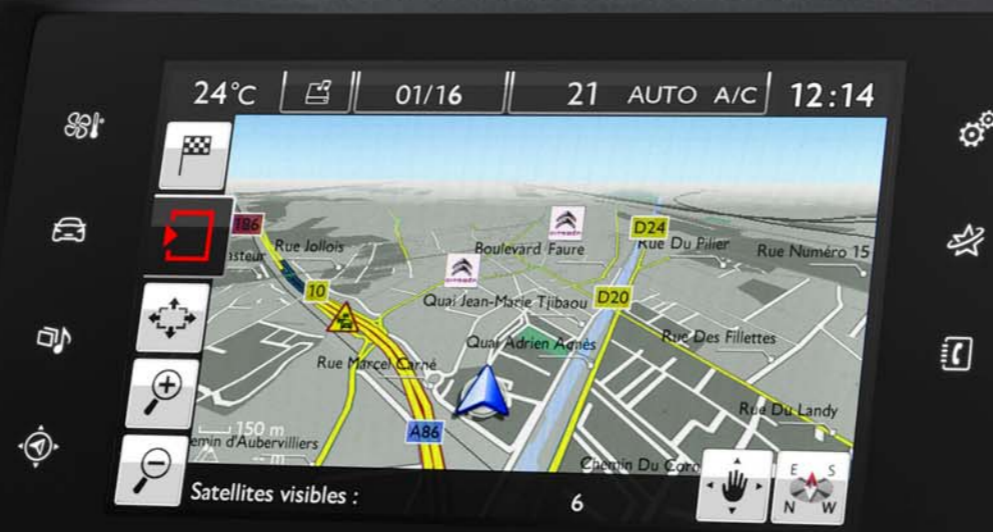 24°C 01/16 21 AUTO A/C 12:14
D24
186
Rue Jollois
Boulevard Faure
Rue Du Pilier
Rue Numéro 15
10
Quai Jean-Marie Tjibaou
D20
Quai Adrien Agnès
Rue Des Fillettes
Rue Marcel Carné
Rue Du Landy
150 m
A86
emin d'Aubervilliers
Chemin Du Corn
E S
N W
Satellites visibles : 6